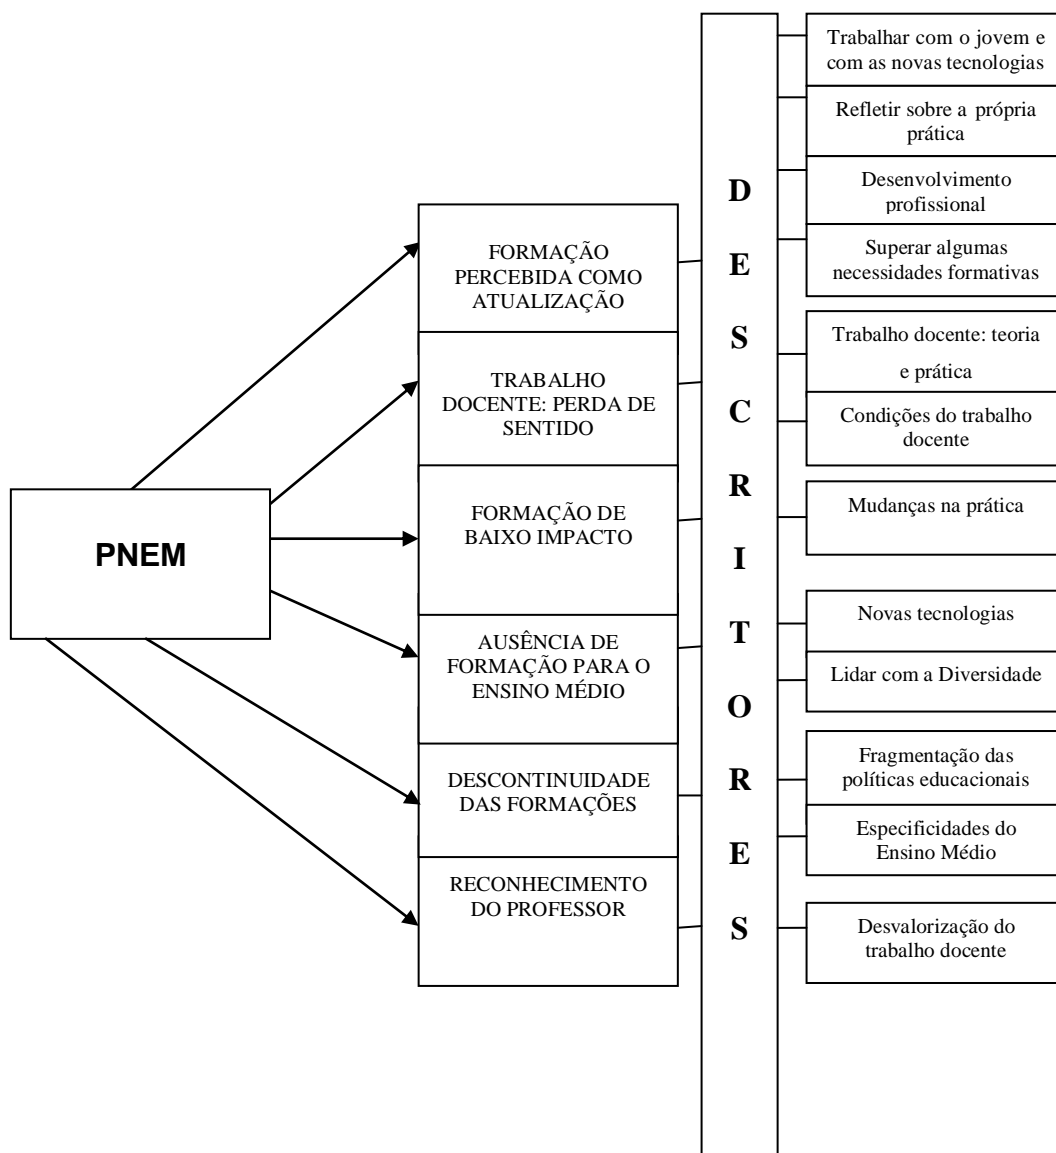 PNEM
FORMAÇÃO
PERCEBIDA COMO
ATUALIZAÇÃO
TRABALHO
DOCENTE: PERDA DE
SENTIDO
FORMAÇÃO DE
BAIXO IMPACTO
AUSÊNCIA DE
FORMAÇÃO PARA O
ENSINO MÉDIO
DESCONTINUIDADE
DAS FORMAÇÕES
RECONHECIMENTO
DO PROFESSOR
D
E
S
C
R
I
T
O
R
E
S
Trabalhar com o jovem e
com as novas tecnologias
Refletir sobre a própria
prática
Desenvolvimento
profissional
Superar algumas
necessidades formativas
Trabalho docente: teoria
e prática
Condições do trabalho
docente
Mudanças na prática
Novas tecnologias
Lidar com a Diversidade
Fragmentação das
políticas educacionais
Especificidades do
Ensino Médio
Desvalorização do
trabalho docente